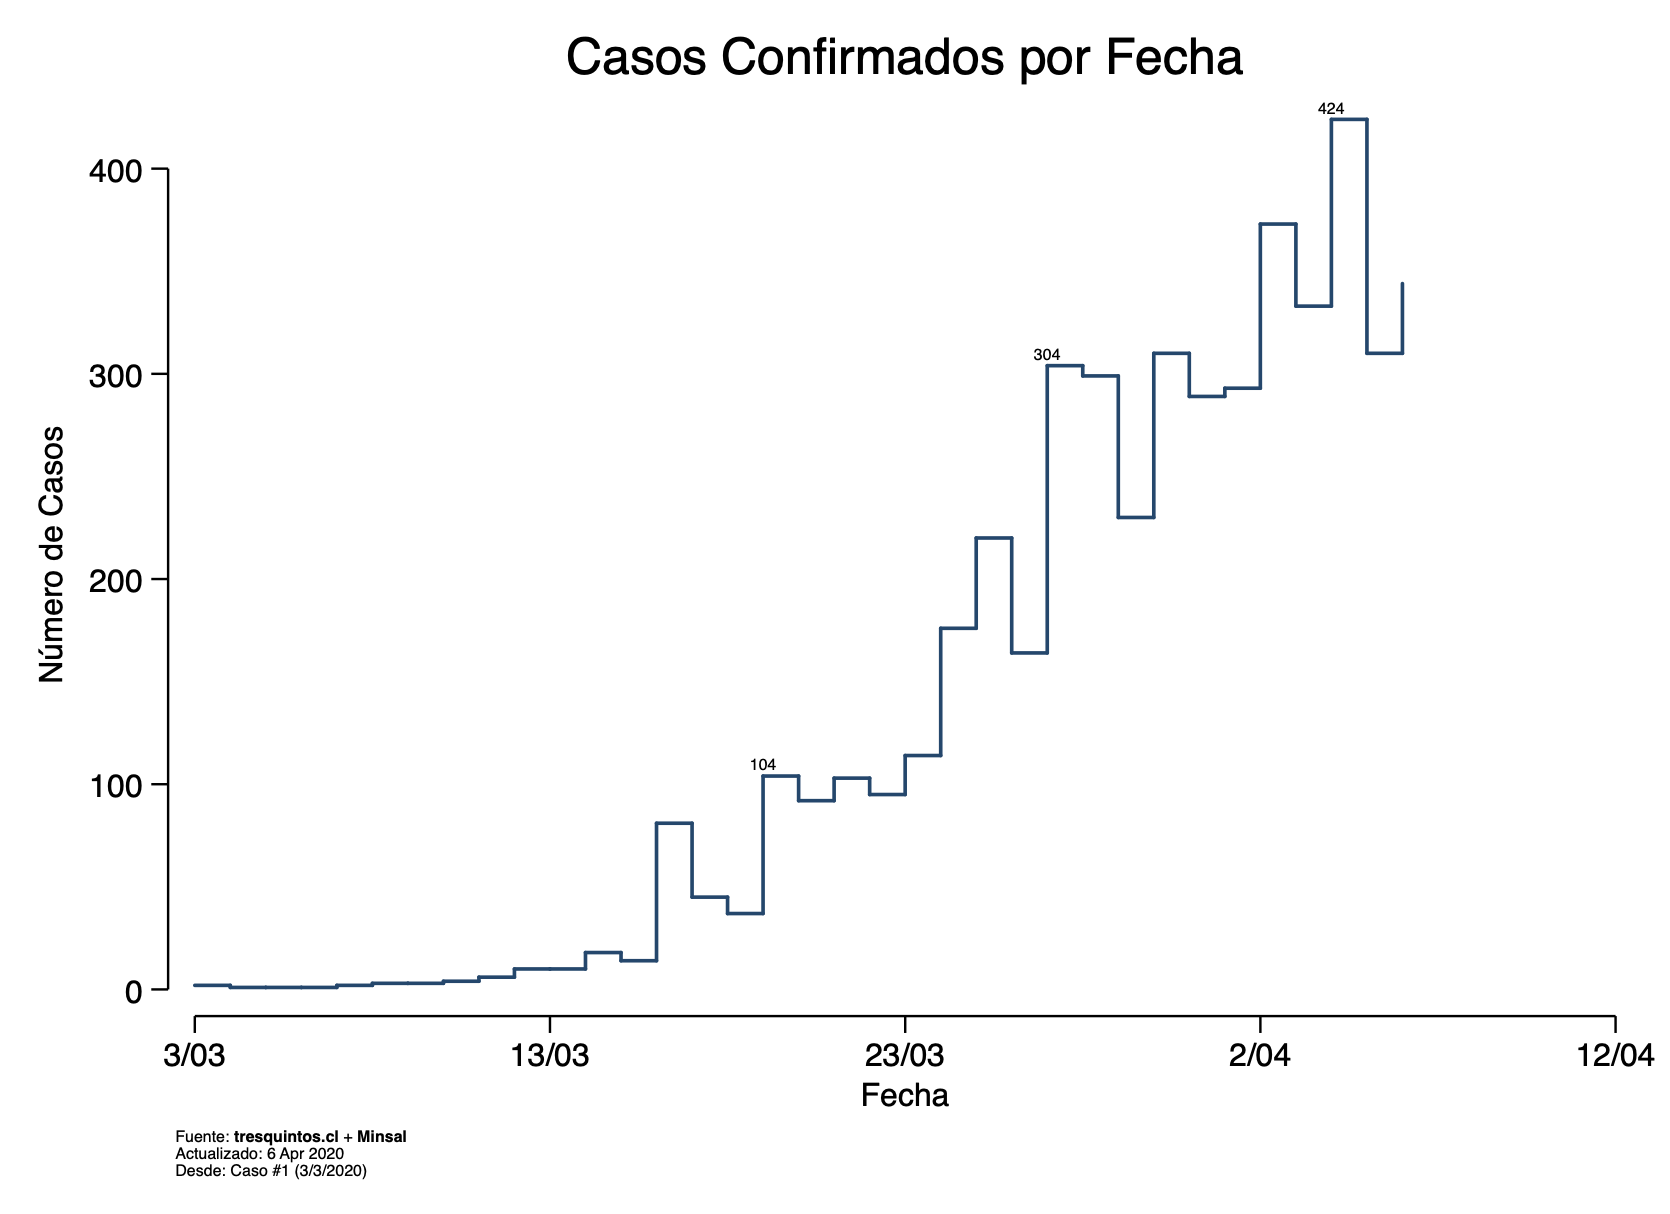 Casos Confirmados por Fecha
424
400
304
300
Número de Casos
200
104
100
0
3/03 13/03 23/03 2/04 12/04
Fecha
Fuente: tresquintos.cl + Minsal
Actualizado: 6 Apr 2020
Desde: Caso #1 (3/3/2020)